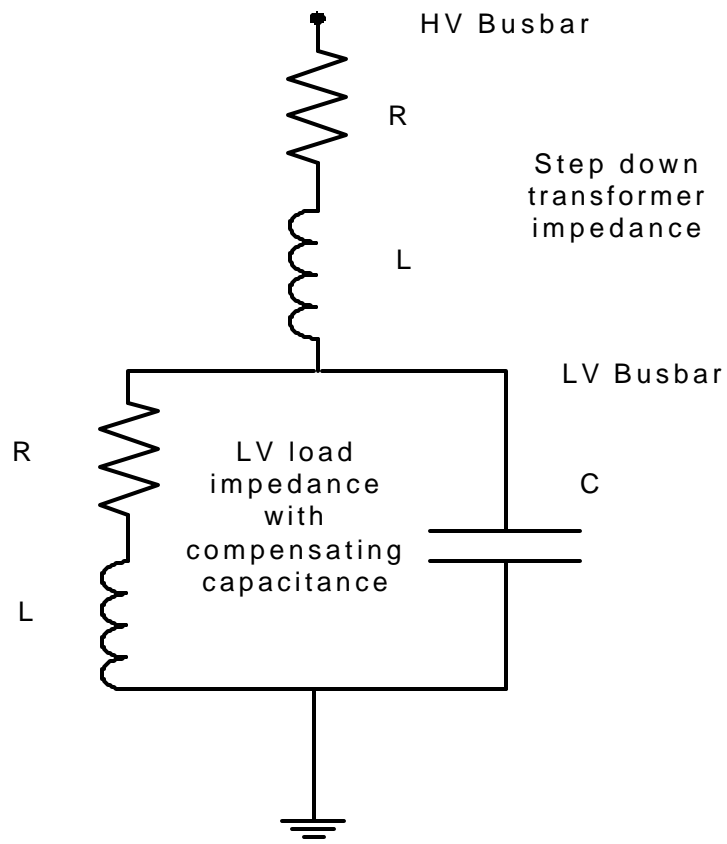 HV Busbar
R
Step down
transformer
impedance
L
LV Busbar
R
LV load
impedance
with
compensating
capacitance
C
L